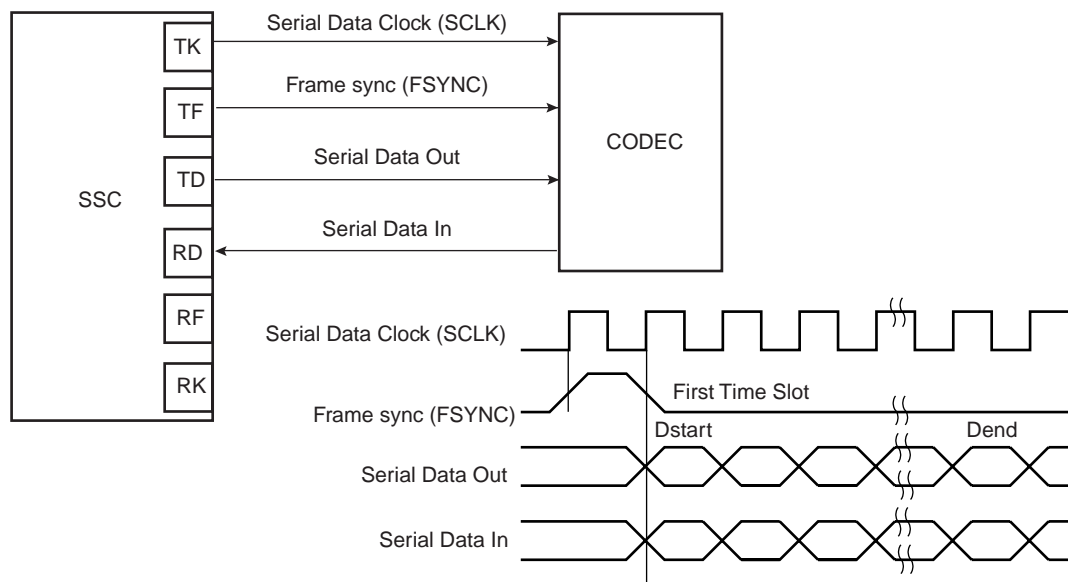 TK
Serial Data Clock (SCLK)
TF
Frame sync (FSYNC)
CODEC
TD
Serial Data Out
SSC
RD
Serial Data In
RF
RK
Serial Data Clock (SCLK)
Frame sync (FSYNC)
First Time Slot
Dstart
Dend
Serial Data Out
Serial Data In